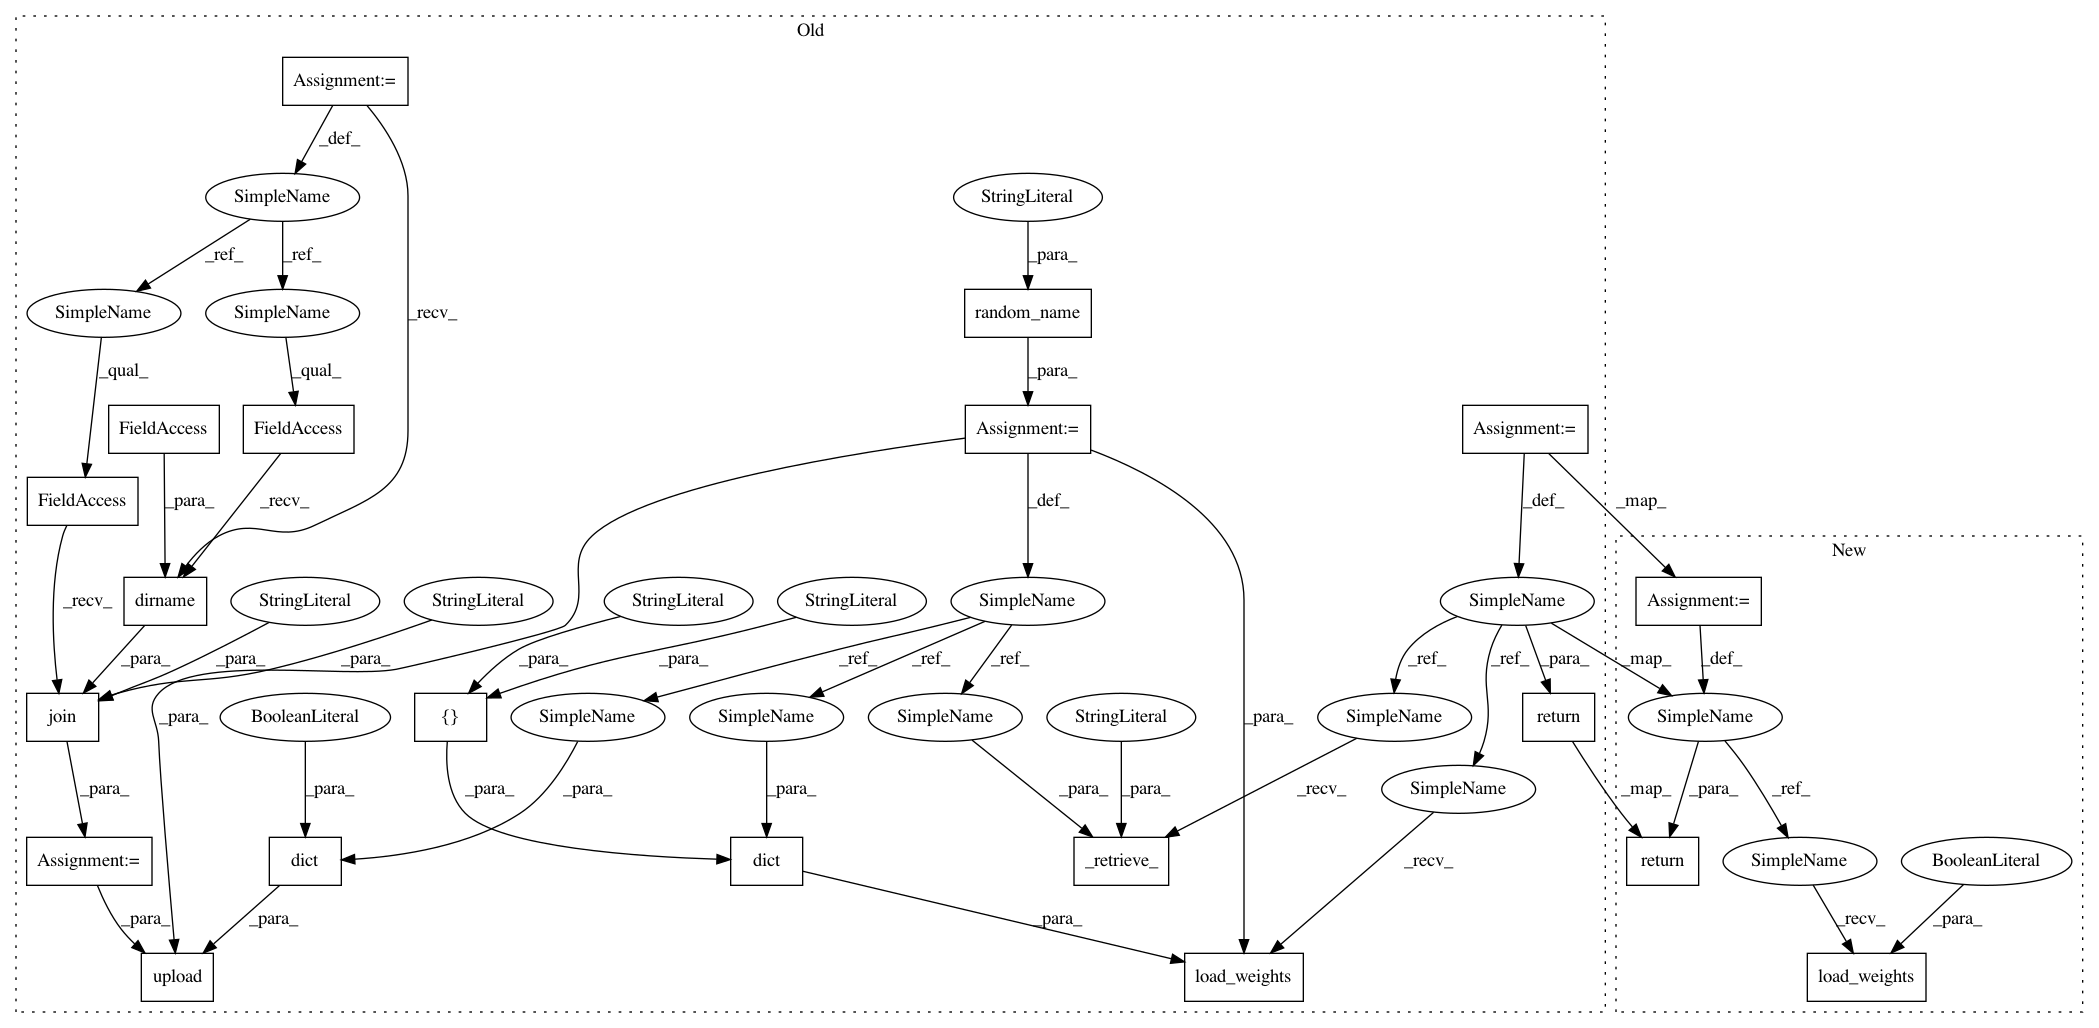 Old
Assignment:=
_def_
SimpleName
StringLiteral
_ref_
_ref_
_para_
SimpleName
SimpleName
_recv_
random_name
_qual_
_qual_
_para_
FieldAccess
FieldAccess
Assignment:=
Assignment:=
FieldAccess
_para_
_recv_
_def_
_def_
_map_
New
_recv_
dirname
StringLiteral
StringLiteral
StringLiteral
StringLiteral
SimpleName
SimpleName
Assignment:=
_para_
_para_
_para_
_para_
_para_
_ref_
_ref_
_ref_
_ref_
_ref_
_para_
_map_
_def_
join
_para_
BooleanLiteral
{}
SimpleName
SimpleName
SimpleName
StringLiteral
_para_
SimpleName
return
SimpleName
_para_
_para_
_para_
_para_
_para_
_para_
_para_
_recv_
SimpleName
_map_
_para_
_ref_
Assignment:=
dict
dict
_retrieve_
_recv_
return
SimpleName
BooleanLiteral
_para_
_para_
_para_
_recv_
_para_
upload
load_weights
load_weights